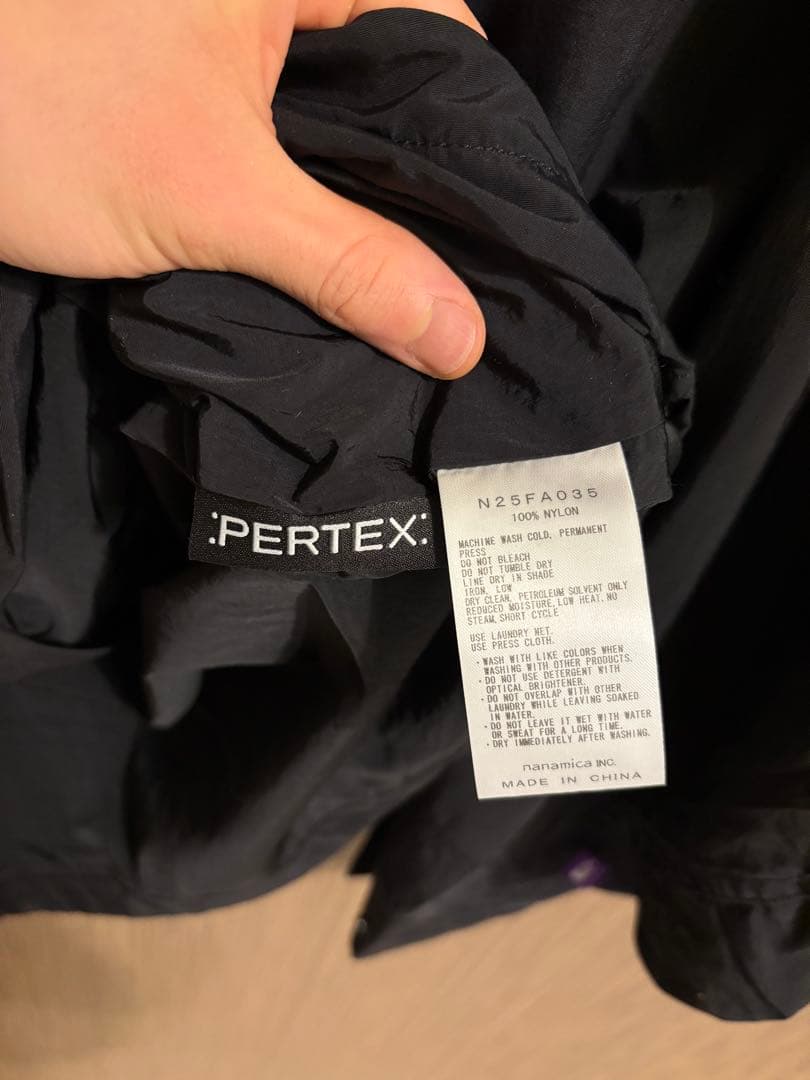 :PERTEX:
N25FA035
100% NYLON
MACHINE WASH COLD, PERMANENT
PRESS
DO NOT BLEACH
DO NOT TUMBLE DRY
LINE DRY IN SHADE
IRON, LOW
DRY CLEAN, PETROLEUM SOLVENT ONLY
REDUCED MOISTURE, LOW HEAT, NO
STEAM, SHORT CYCLE
USE LAUNDRY NET.
USE PRESS CLOTH.
・WASH WITH LIKE COLORS WHEN
WASHING WITH OTHER PRODUCTS.
・DO NOT USE DETERGENT WITH
OPTICAL BRIGHTENER.
・DO NOT OVERLAP WITH OTHER
LAUNDRY WHILE LEAVING SOAKED
IN WATER.
・DO NOT LEAVE IT WET WITH WATER
OR SWEAT FOR A LONG TIME.
・DRY IMMEDIATELY AFTER WASHING.
nanamica INC.
MADE IN CHINA